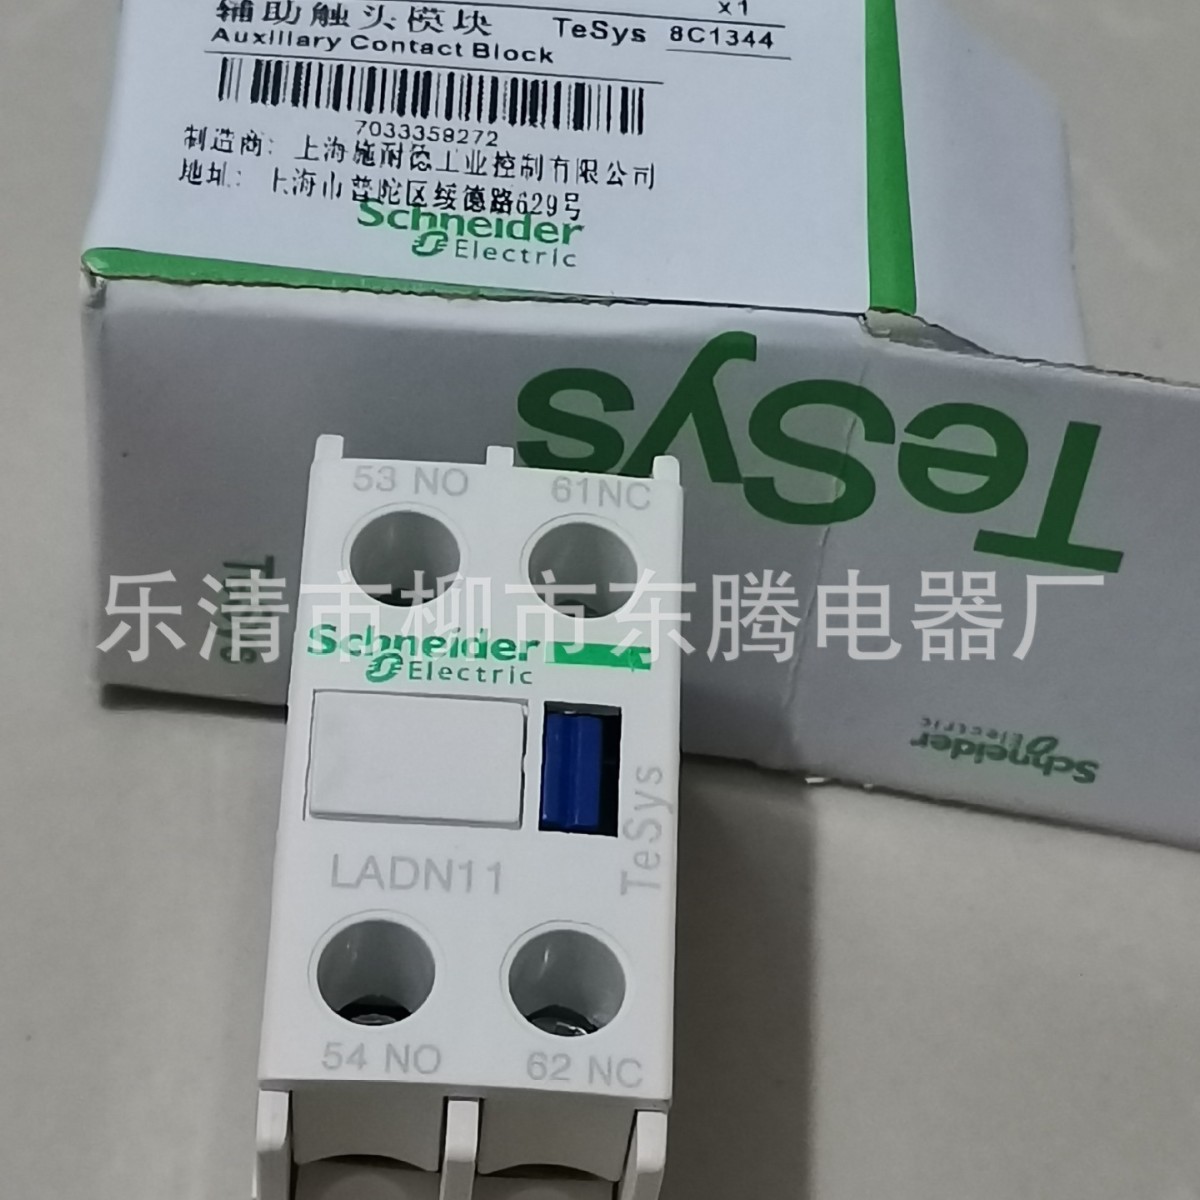 x1
辅助触头模块 TeSys 8C1344
Auxiliary Contact Block
7033358272
制造商: 上海施耐德工业控制有限公司
地址: 上海市普陀区绥德路629号
Schneider
Electric
TeSys
TeSys
Schneider
Electric
乐清市柳市东腾电器厂
53 NO 61NC
Schneider
Electric
LADN11
TeSys
54 NO 62 NC